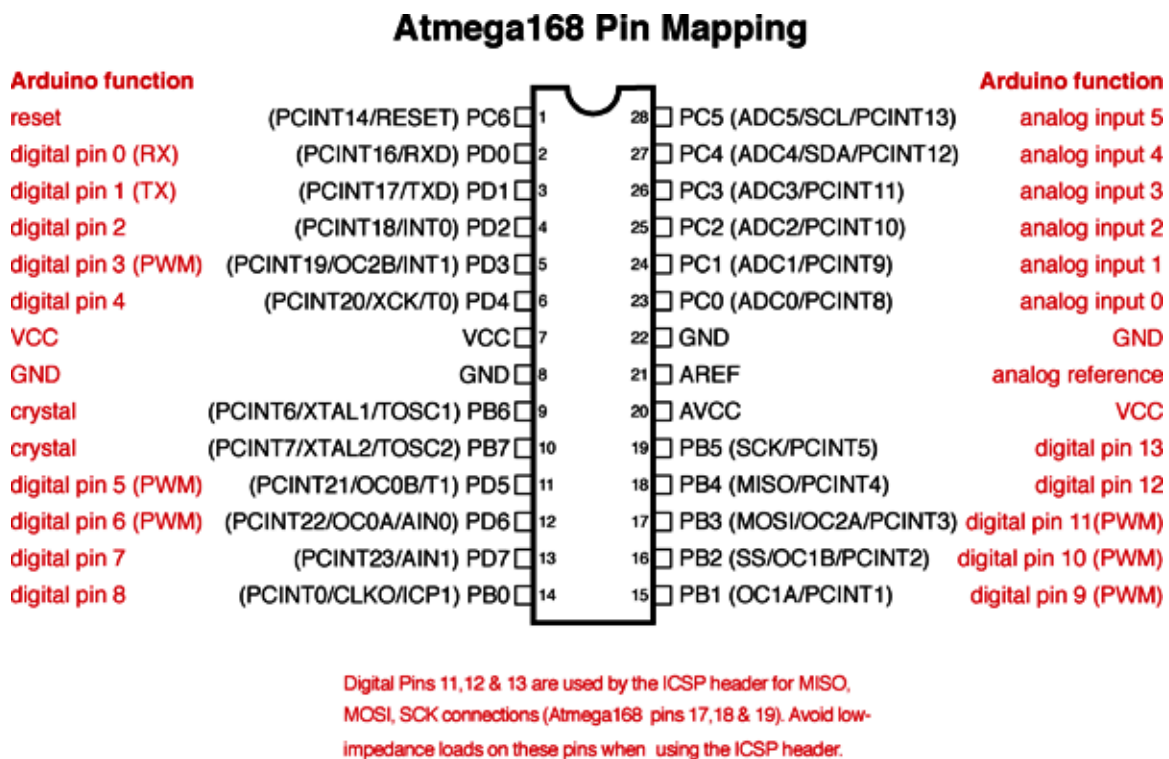 Atmega168 Pin Mapping
Arduino function Arduino function
reset (PCINT14/RESET) PC6 1 28 PC5 (ADC5/SCL/PCINT13) analog input 5
digital pin 0 (RX) (PCINT16/RXD) PD0 2 27 PC4 (ADC4/SDA/PCINT12) analog input 4
digital pin 1 (TX) (PCINT17/TXD) PD1 3 26 PC3 (ADC3/PCINT11) analog input 3
digital pin 2 (PCINT18/INT0) PD2 4 25 PC2 (ADC2/PCINT10) analog input 2
digital pin 3 (PWM) (PCINT19/OC2B/INT1) PD3 5 24 PC1 (ADC1/PCINT9) analog input 1
digital pin 4 (PCINT20/XCK/T0) PD4 6 23 PC0 (ADC0/PCINT8) analog input 0
VCC VCC 7 22 GND GND
GND GND 8 21 AREF analog reference
crystal (PCINT6/XTAL1/TOSC1) PB6 9 20 AVCC VCC
crystal (PCINT7/XTAL2/TOSC2) PB7 10 19 PB5 (SCK/PCINT5) digital pin 13
digital pin 5 (PWM) (PCINT21/OC0B/T1) PD5 11 18 PB4 (MISO/PCINT4) digital pin 12
digital pin 6 (PWM) (PCINT22/OC0A/AIN0) PD6 12 17 PB3 (MOSI/OC2A/PCINT3) digital pin 11(PWM)
digital pin 7 (PCINT23/AIN1) PD7 13 16 PB2 (SS/OC1B/PCINT2) digital pin 10 (PWM)
digital pin 8 (PCINT0/CLKO/ICP1) PB0 14 15 PB1 (OC1A/PCINT1) digital pin 9 (PWM)
Digital Pins 11,12 & 13 are used by the ICSP header for MISO,
MOSI, SCK connections (Atmega168 pins 17,18 & 19). Avoid low-
impedance loads on these pins when using the ICSP header.